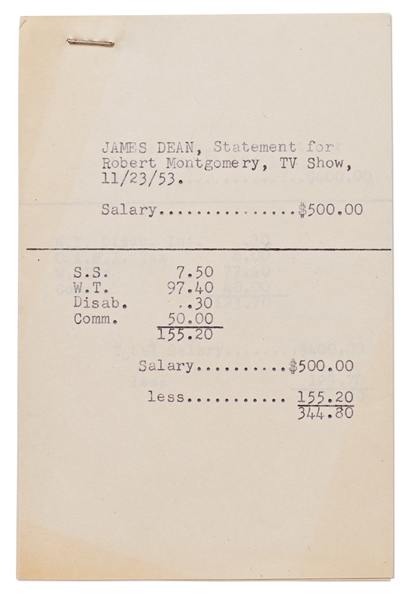 JAMES DEAN, Statement for
Robert Montgomery, TV Show,
11/23/53.
Salary...............$500.00
S.S. 7.50
W.T. 97.40
Disab. ..30
Comm. 50.00
155.20
Salary..........$500.00
less........... 155.20
344.80